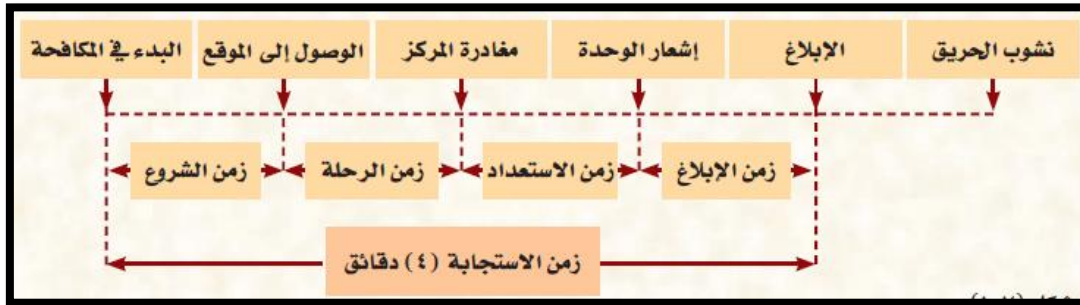 نشوب الحريق
الإبلاغ
إشعار الوحدة
مغادرة المركز
الوصول إلى الموقع
البدء في المكافحة
زمن الإبلاغ
زمن الاستعداد
زمن الرحلة
زمن الشروع
زمن الاستجابة (٤) دقائق